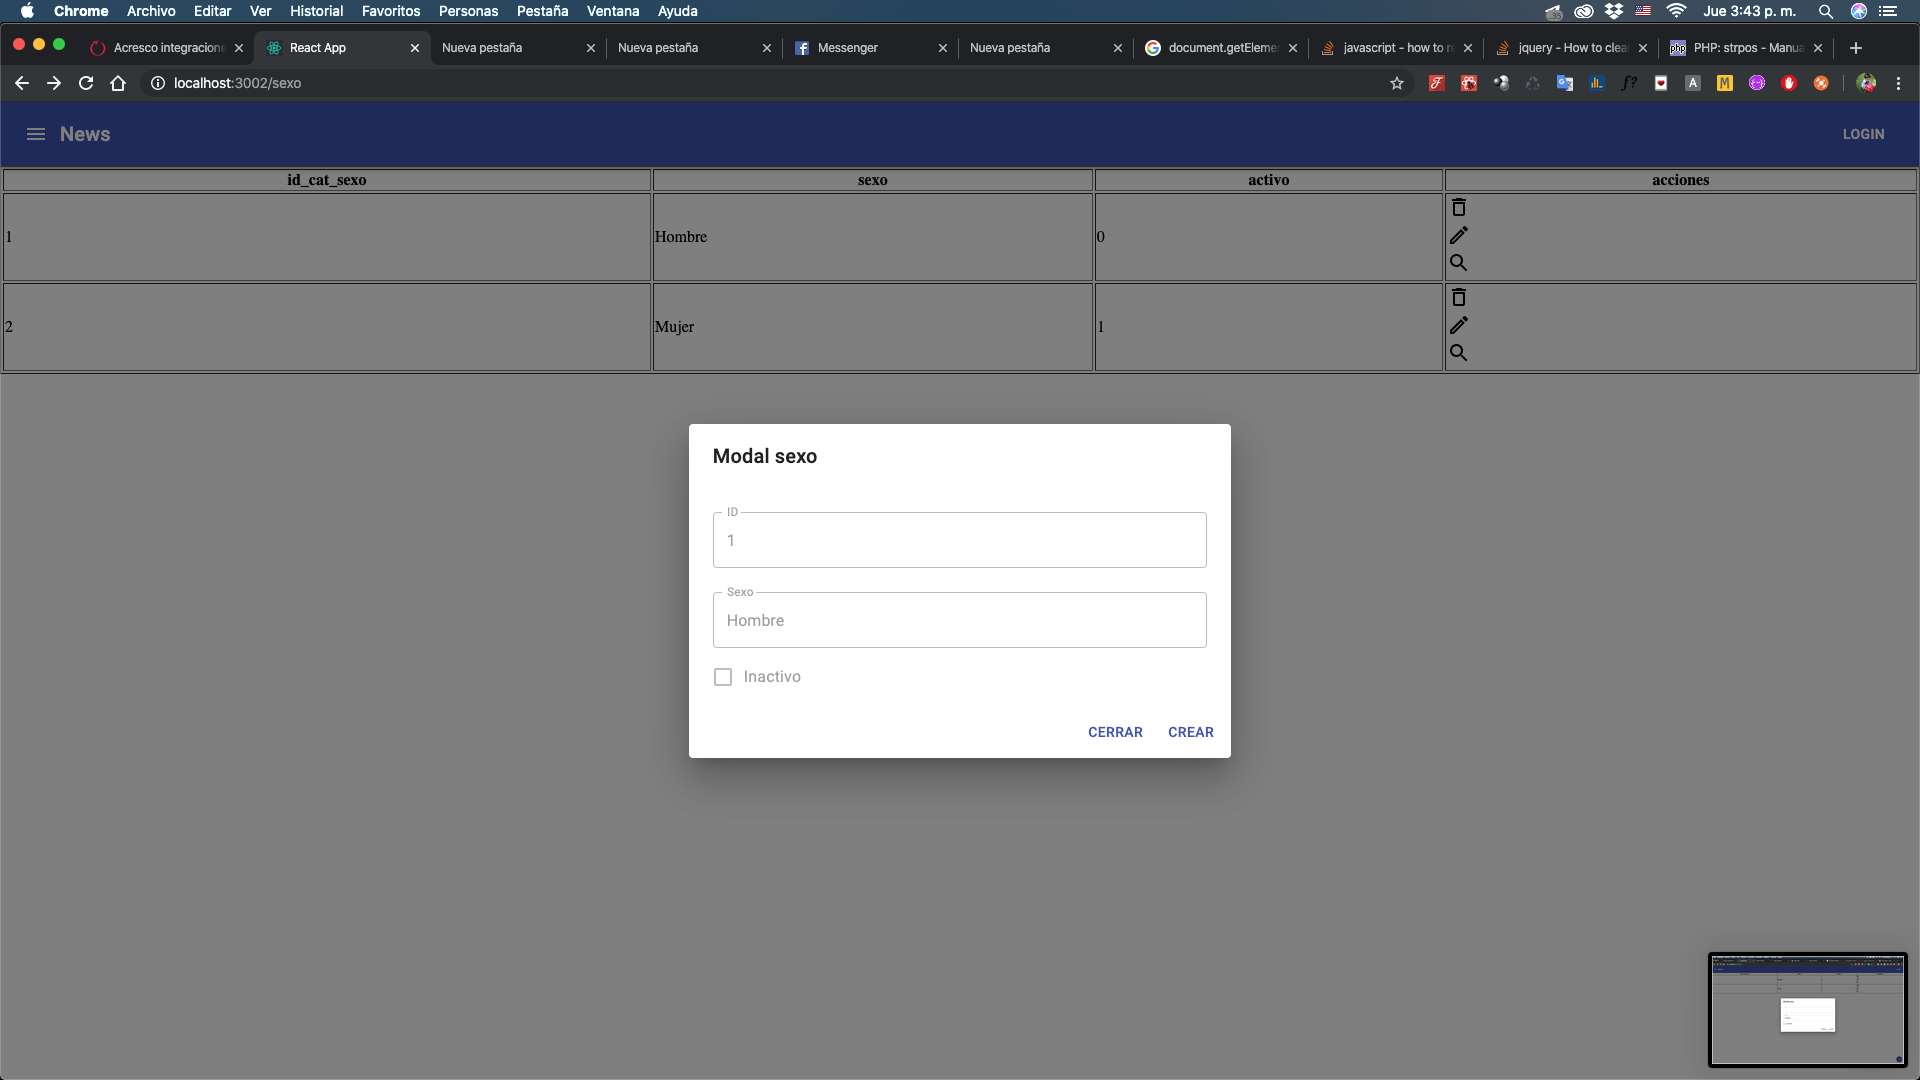 Chrome Archivo Editar Ver Historial Favoritos Personas Pestaña Ventana Ayuda Jue 3:43 p. m.
Acresco integracione React App Nueva pestaña Nueva pestaña Messenger Nueva pestaña document.getEleme javascript - how to re jquery - How to clea PHP: strpos - Manua
localhost:3002/sexo
News LOGIN
id_cat_sexo sexo activo acciones
1 Hombre 0
2 Mujer 1
Modal sexo
ID
1
Sexo
Hombre
Inactivo
CERRAR CREAR